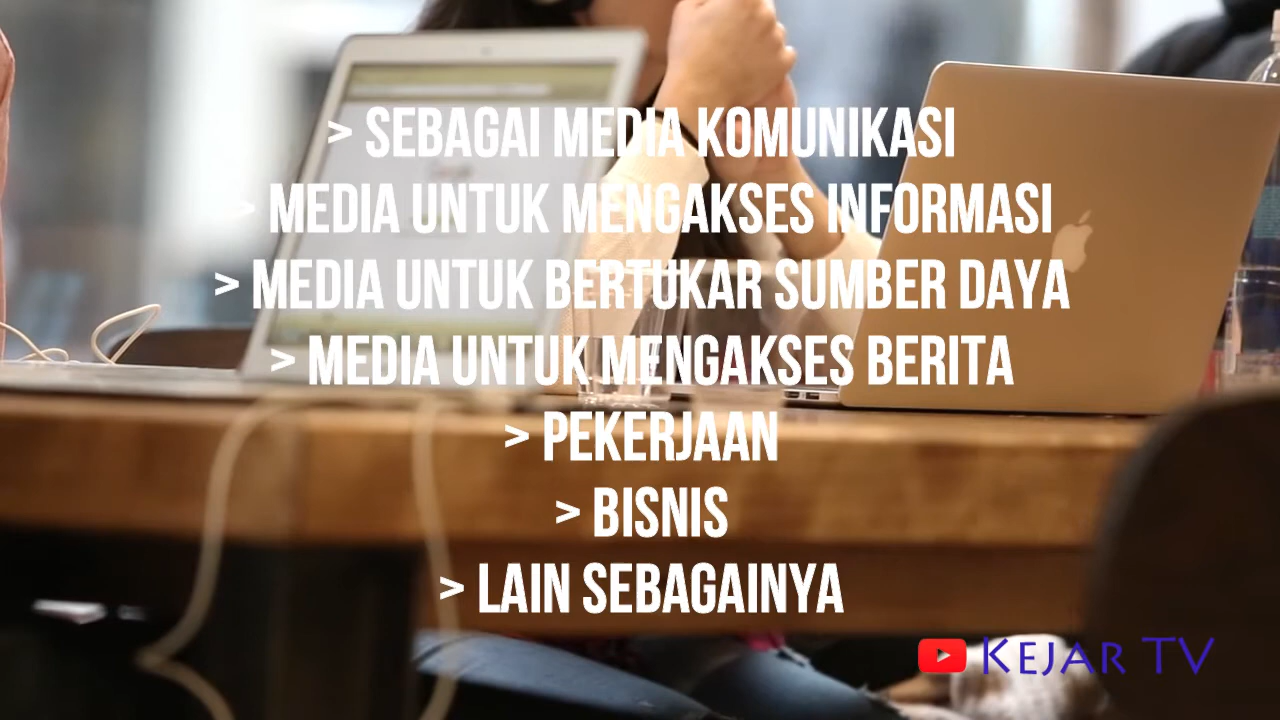 > SEBAGAI MEDIA KOMUNIKASI
> MEDIA UNTUK MENGAKSES INFORMASI
> MEDIA UNTUK BERTUKAR SUMBER DAYA
> MEDIA UNTUK MENGAKSES BERITA
> PEKERJAAN
> BISNIS
> LAIN SEBAGAINYA
KEJAR TV